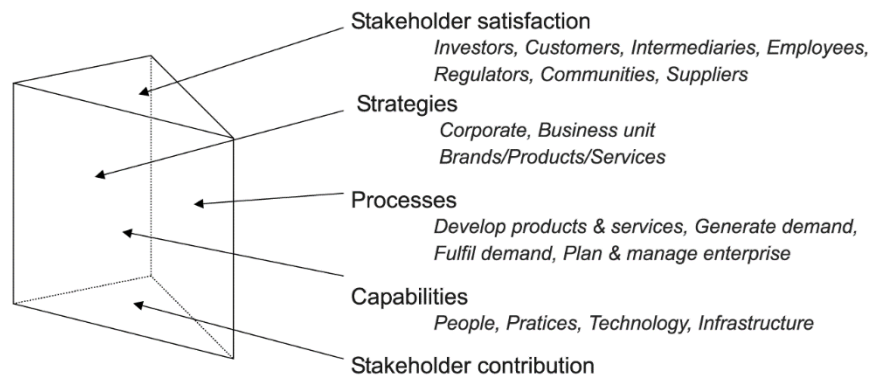 Stakeholder satisfaction
Investors, Customers, Intermediaries, Employees,
Regulators, Communities, Suppliers
Strategies
Corporate, Business unit
Brands/Products/Services
Processes
Develop products & services, Generate demand,
Fulfil demand, Plan & manage enterprise
Capabilities
People, Pratices, Technology, Infrastructure
Stakeholder contribution